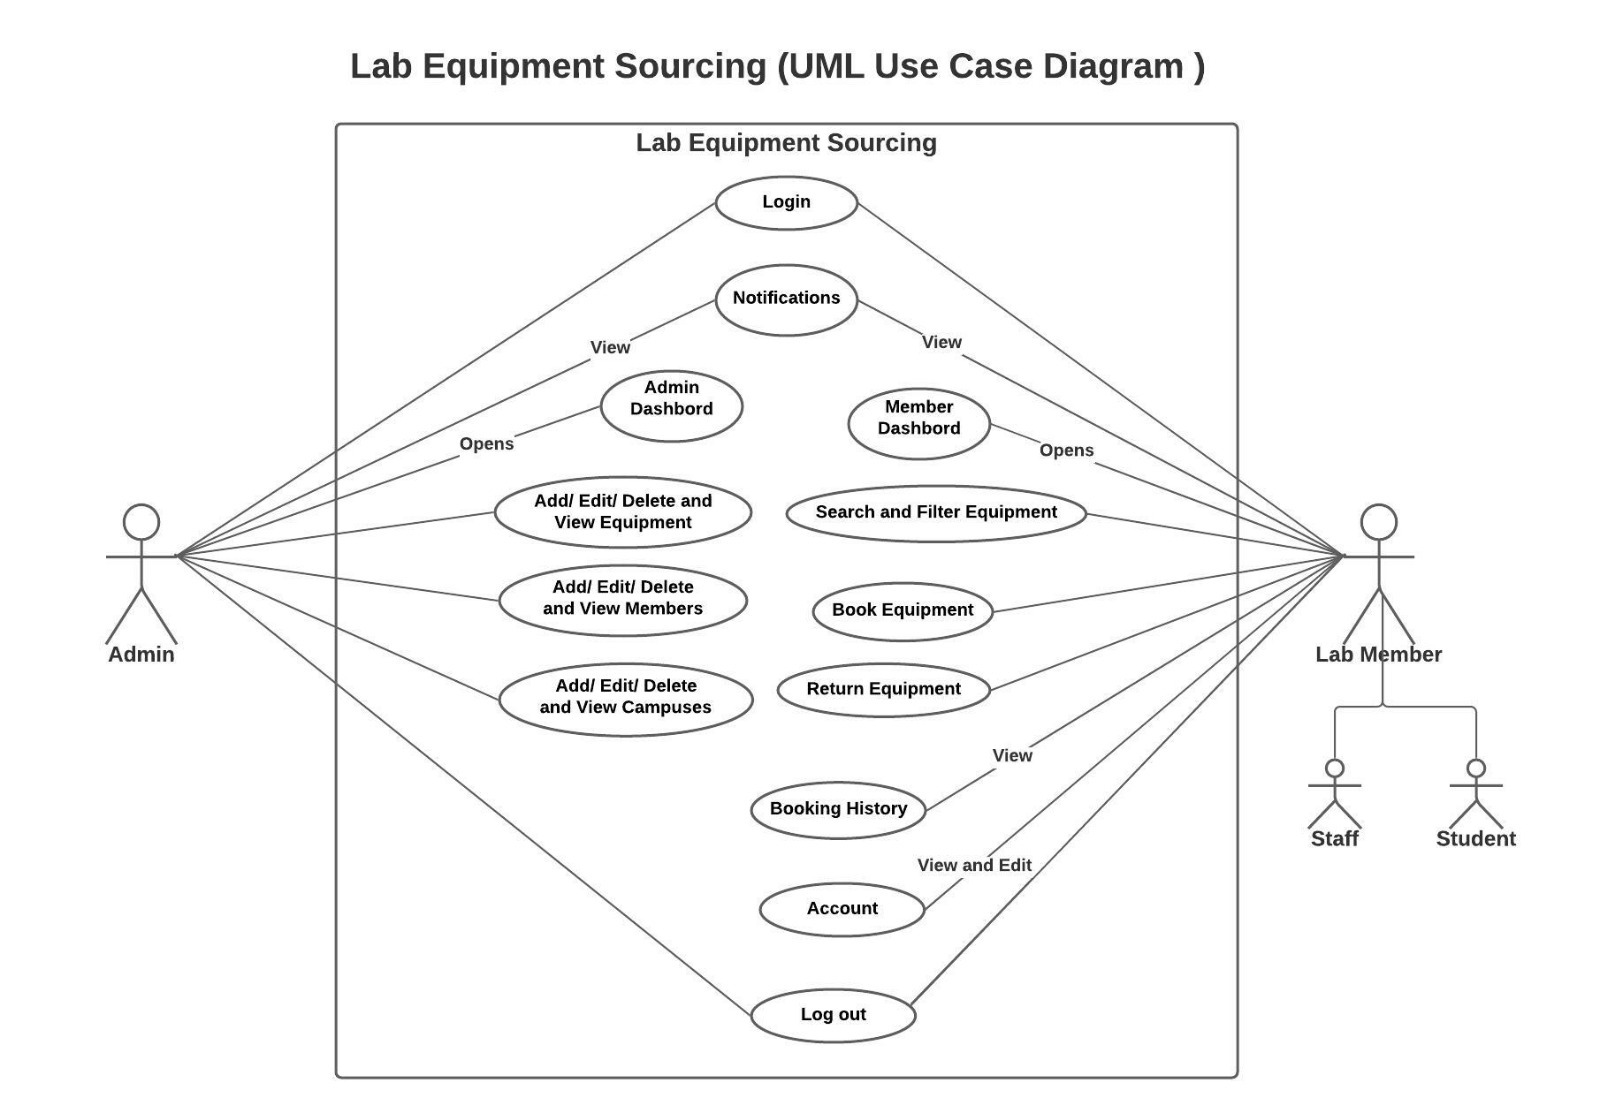 Lab Equipment Sourcing (UML Use Case Diagram )
Lab Equipment Sourcing
Login
Notifications
View
View
Admin
Dashbord
Member
Dashbord
Opens
Opens
Add/ Edit/ Delete and
View Equipment
Search and Filter Equipment
Add/ Edit/ Delete
and View Members
Book Equipment
Admin
Lab Member
Add/ Edit/ Delete
and View Campuses
Return Equipment
View
Booking History
Staff
Student
View and Edit
Account
Log out